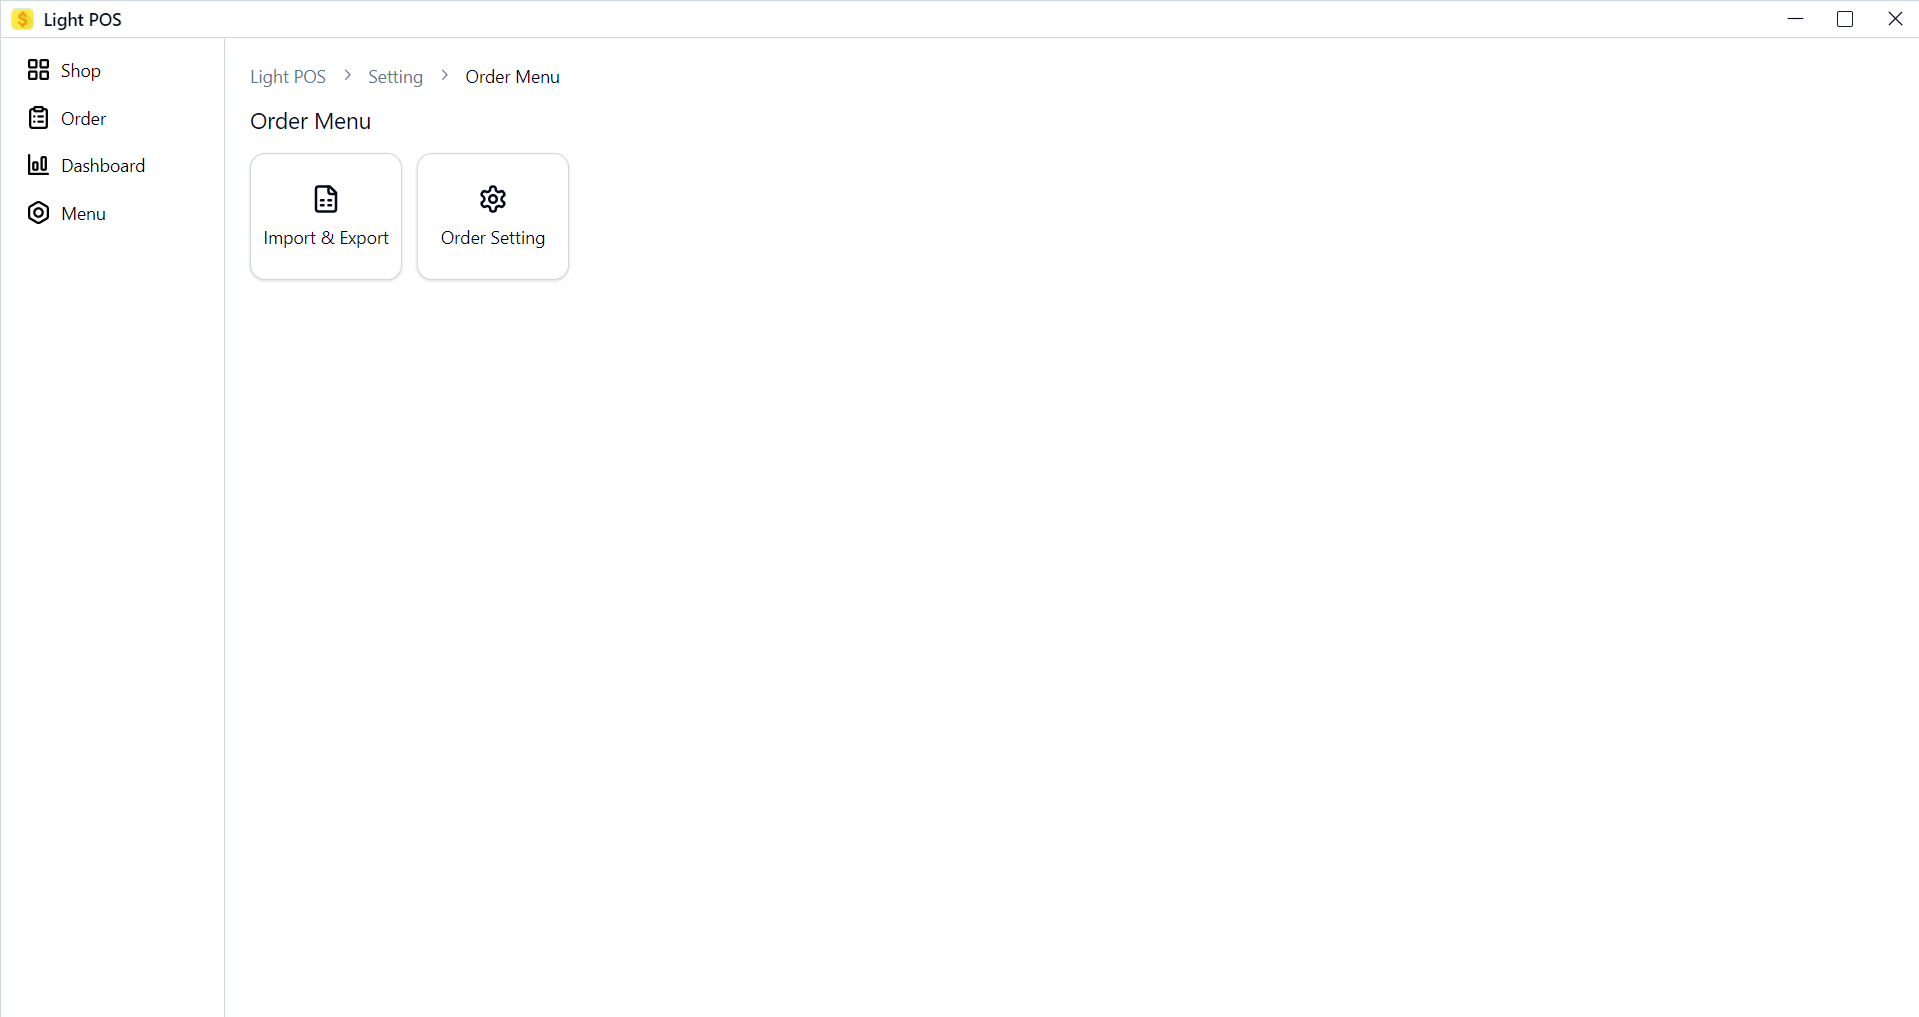 Light POS
Shop
Order
Dashboard
Menu
Light POS > Setting > Order Menu
Order Menu
Import & Export
Order Setting